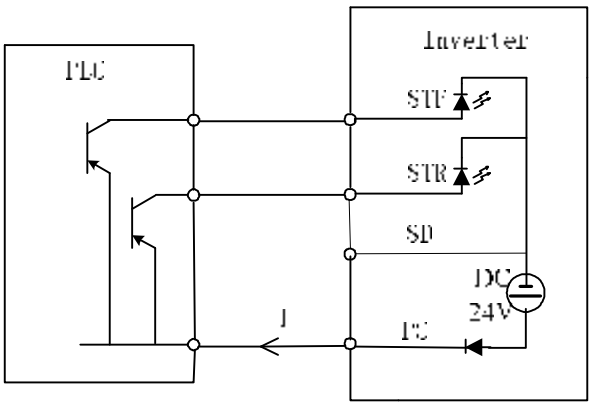 Inverter
PLC
STF
STR
SD
DC
24V
I
PC